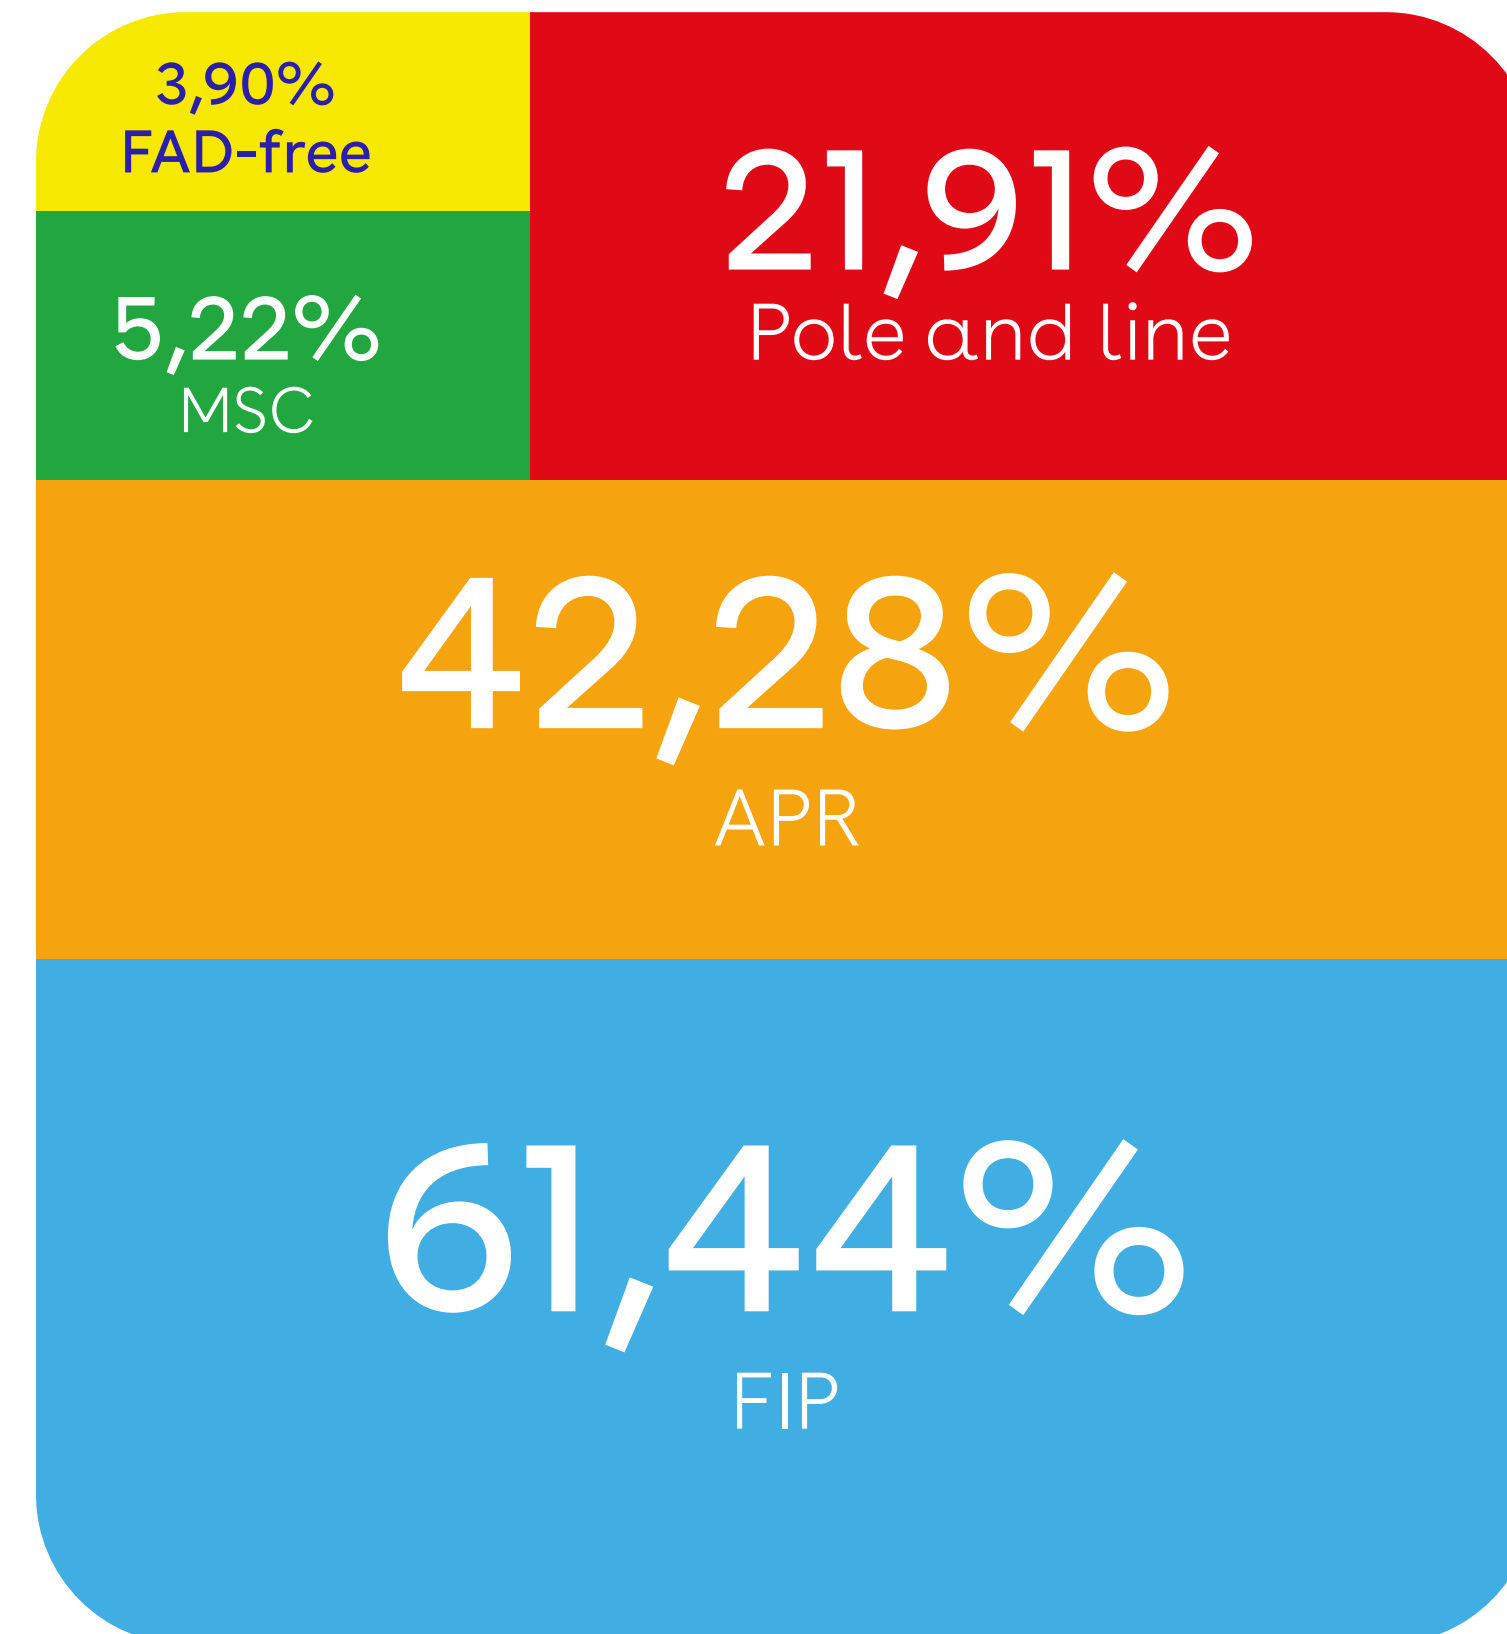 3,90%
FAD-free
21,91%
Pole and line
5,22%
MSC
42,28%
APR
61,44%
FIP